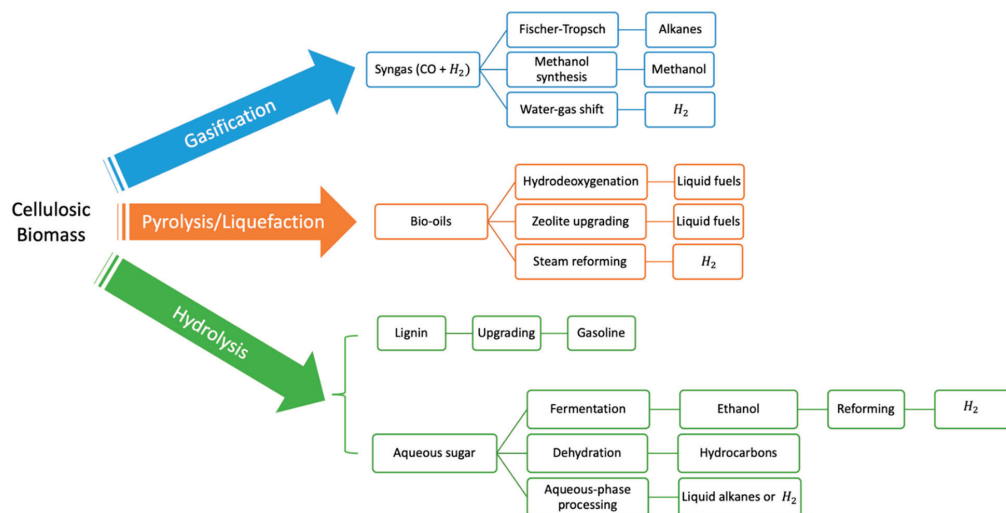 Cellulosic
Biomass
Gasification
Syngas (CO + H₂)
Fischer-Tropsch
Alkanes
Methanol
synthesis
Methanol
Water-gas shift
H₂
Pyrolysis/Liquefaction
Bio-oils
Hydrodeoxygenation
Liquid fuels
Zeolite upgrading
Liquid fuels
Steam reforming
H₂
Hydrolysis
Lignin
Upgrading
Gasoline
Aqueous sugar
Fermentation
Ethanol
Reforming
H₂
Dehydration
Hydrocarbons
Aqueous-phase
processing
Liquid alkanes or H₂